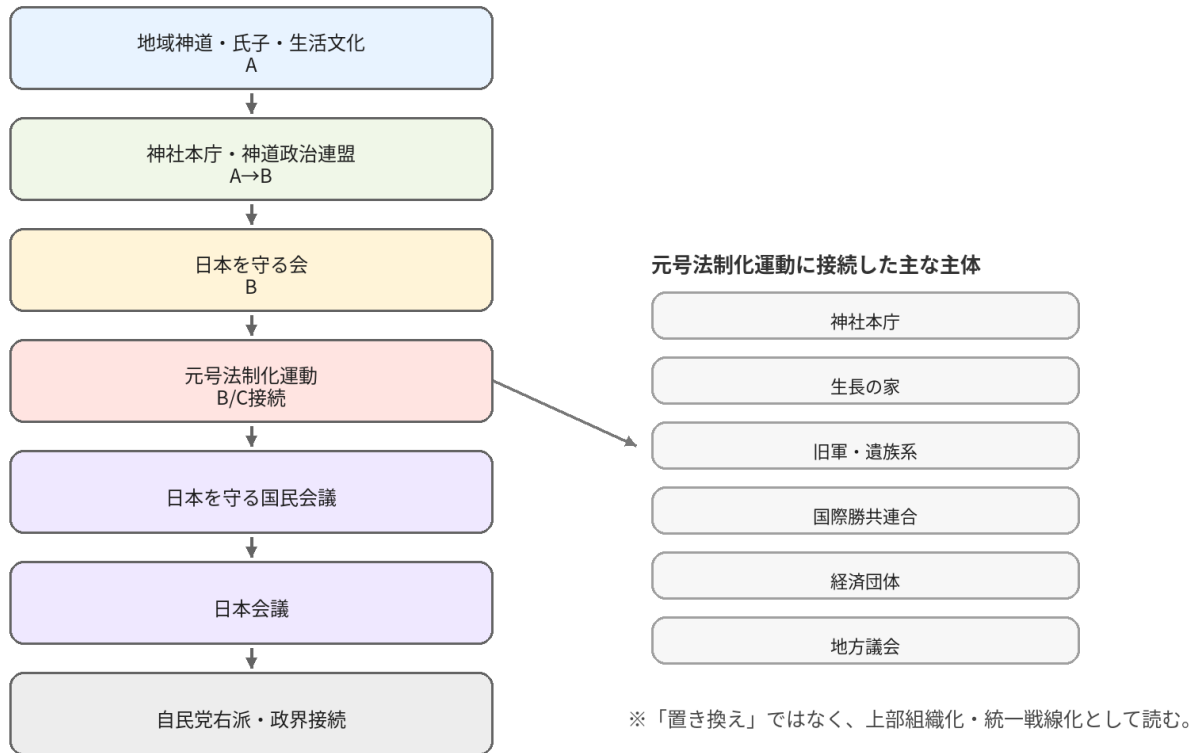 地域神道・氏子・生活文化
A
神社本庁・神道政治連盟
A→B
日本を守る会
B
元号法制化運動
B/C接続
日本を守る国民会議
日本会議
自民党右派・政界接続
元号法制化運動に接続した主な主体
神社本庁
生長の家
旧軍・遺族系
国際勝共連合
経済団体
地方議会
※「置き換え」ではなく、上部組織化・統一戦線化として読む。